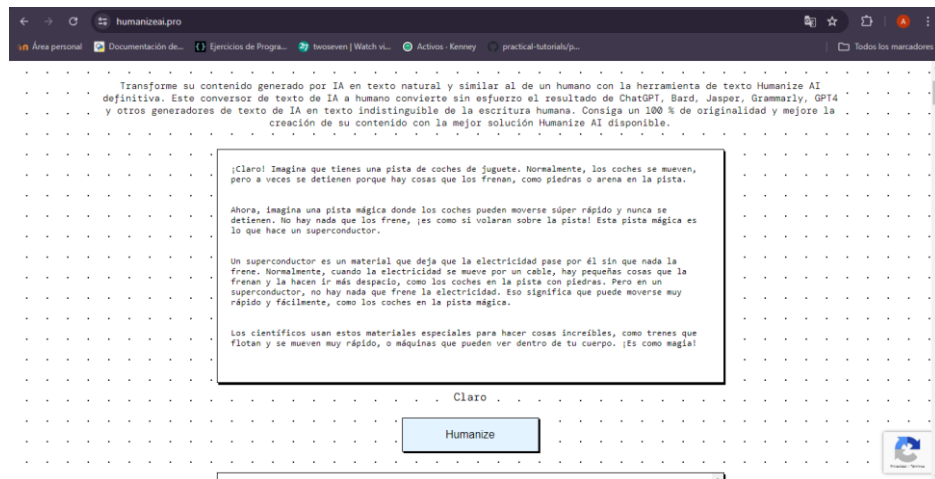 humanizeai.pro
Área personal
Documentación de...
Ejercicios de Progra...
twoseven | Watch vi...
Activos · Kenney
practical-tutorials/p...
Todos los marcadores
Transforme su contenido generado por IA en texto natural y similar al de un humano con la herramienta de texto Humanize AI
definitiva. Este conversor de texto de IA a humano convierte sin esfuerzo el resultado de ChatGPT, Bard, Jasper, Grammarly, GPT4
y otros generadores de texto de IA en texto indistinguible de la escritura humana. Consiga un 100 % de originalidad y mejore la
creación de su contenido con la mejor solución Humanize AI disponible.
¡Claro! Imagina que tienes una pista de coches de juguete. Normalmente, los coches se mueven,
pero a veces se detienen porque hay cosas que los frenan, como piedras o arena en la pista.
Ahora, imagina una pista mágica donde los coches pueden moverse súper rápido y nunca se
detienen. No hay nada que los frene, ¡es como si volaran sobre la pista! Esta pista mágica es
lo que hace un superconductor.
Un superconductor es un material que deja que la electricidad pase por él sin que nada la
frene. Normalmente, cuando la electricidad se mueve por un cable, hay pequeñas cosas que la
frenan y la hacen ir más despacio, como los coches en la pista con piedras. Pero en un
superconductor, no hay nada que frene la electricidad. Eso significa que puede moverse muy
rápido y fácilmente, como los coches en la pista mágica.
Los científicos usan estos materiales especiales para hacer cosas increíbles, como trenes que
flotan y se mueven muy rápido, o máquinas que pueden ver dentro de tu cuerpo. ¡Es como magia!
Claro
Humanize